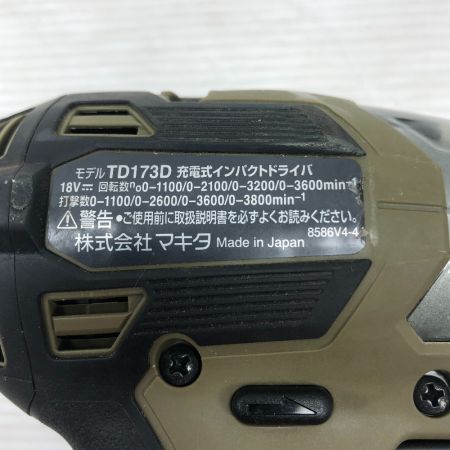 モデル TD173D 充電式インパクトドライバ
18V⎓ 回転数n0 0-1100/0-2100/0-3200/0-3600min-1
打撃数0-1100/0-2600/0-3600/0-3800min-1
⚠警告 •ご使用前に取扱説明書を必ずよくお読みください。
株式会社 マキタ Made in Japan 8586V4-4